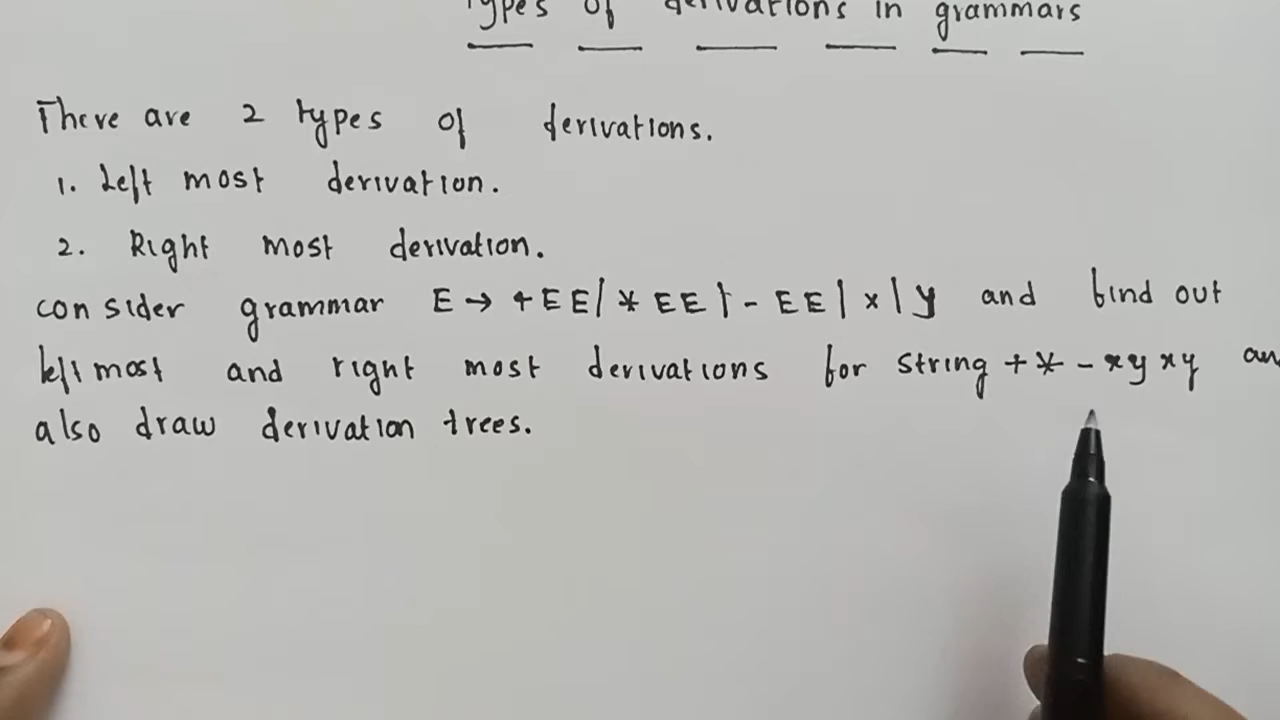 Types of derivations in grammars
There are 2 types of derivations.
1. Left most derivation.
2. Right most derivation.
consider grammar E → +EE | *EE | -EE | x | y and find out
leftmost and right most derivations for string +*-xyxy an
also draw derivation trees.